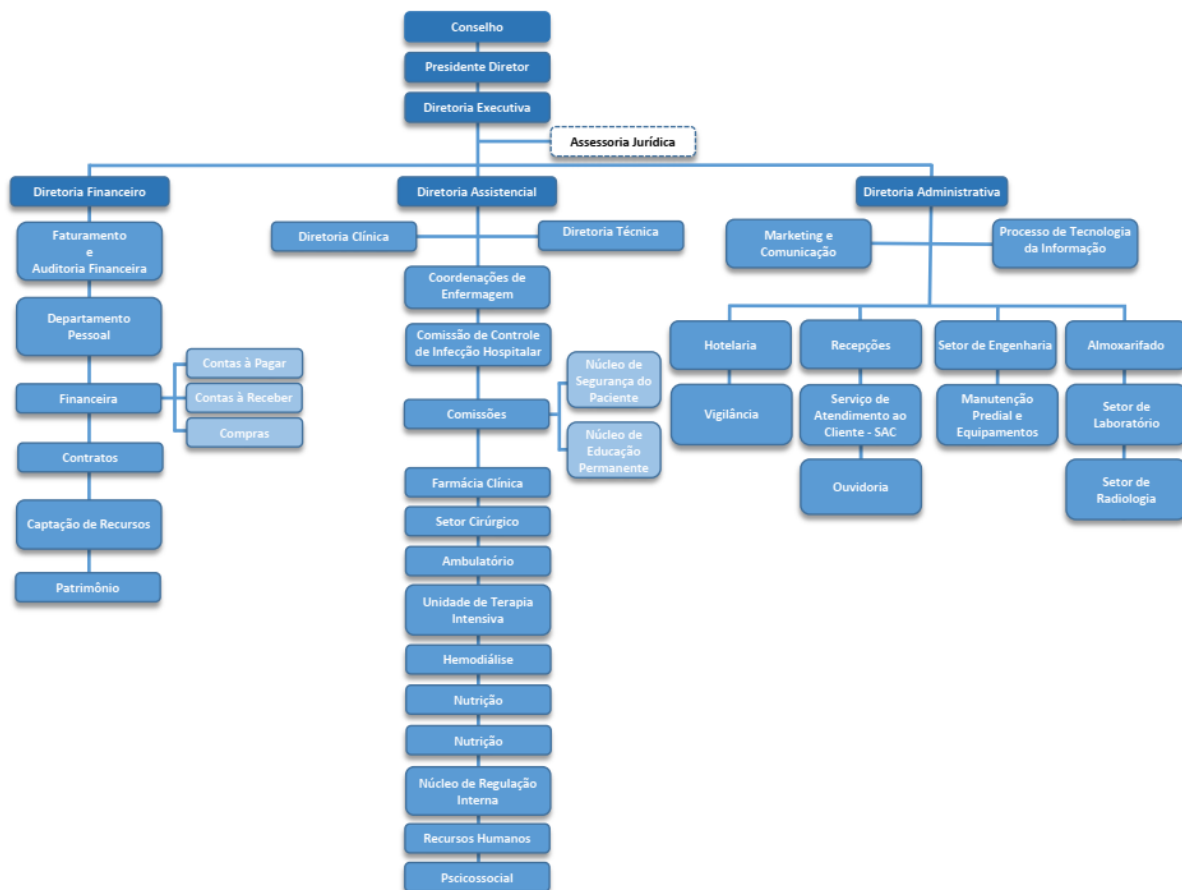 Conselho
Presidente Diretor
Diretoria Executiva
Assessoria Jurídica
Diretoria Financeiro
Faturamento
e
Auditoria Financeira
Departamento
Pessoal
Financeira
Contas à Pagar
Contas à Receber
Compras
Contratos
Captação de Recursos
Patrimônio
Diretoria Assistencial
Diretoria Clínica
Diretoria Técnica
Coordenações de
Enfermagem
Comissão de Controle
de Infecção Hospitalar
Comissões
Núcleo de
Segurança do
Paciente
Núcleo de
Educação
Permanente
Farmácia Clínica
Setor Cirúrgico
Ambulatório
Unidade de Terapia
Intensiva
Hemodiálise
Nutrição
Nutrição
Núcleo de Regulação
Interna
Recursos Humanos
Pscicossocial
Diretoria Administrativa
Marketing e
Comunicação
Processo de Tecnologia
da Informação
Hotelaria
Vigilância
Recepções
Serviço de
Atendimento ao
Cliente - SAC
Ouvidoria
Setor de Engenharia
Manutenção
Predial e
Equipamentos
Almoxarifado
Setor de
Laboratório
Setor de
Radiologia